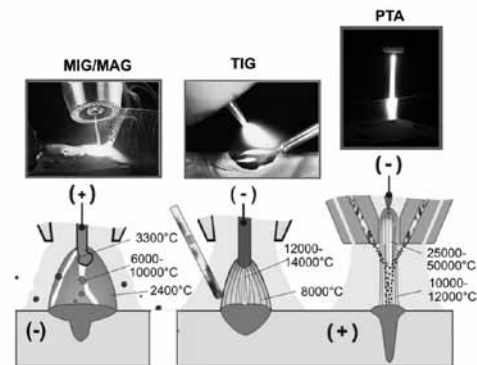 MIG/MAG
TIG
PTA
(+)
(-)
(-)
3300°C
6000-
10000°C
2400°C
12000-
14000°C
8000°C
25000-
50000°C
10000-
12000°C
(-)
(+)